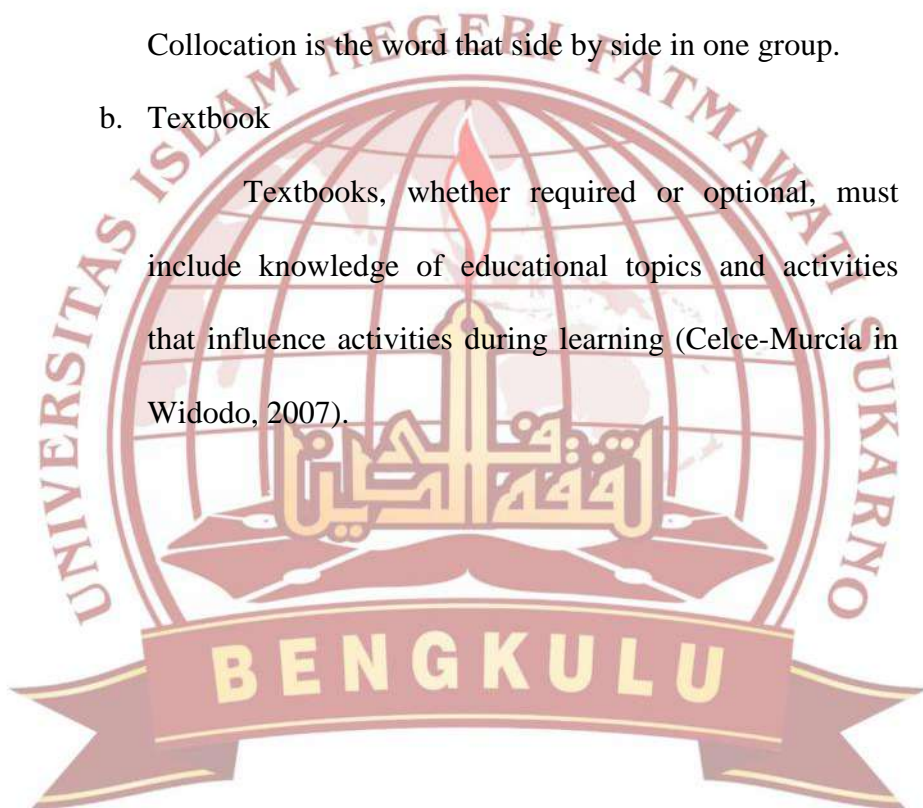 Collocation is the word that side by side in one group.
b. Textbook
Textbooks, whether required or optional, must
include knowledge of educational topics and activities
that influence activities during learning (Celce-Murcia in
Widodo, 2007).
UNIVERSITAS ISLAM NEGERI FATMAWATI SUKARNO
BENGKULU